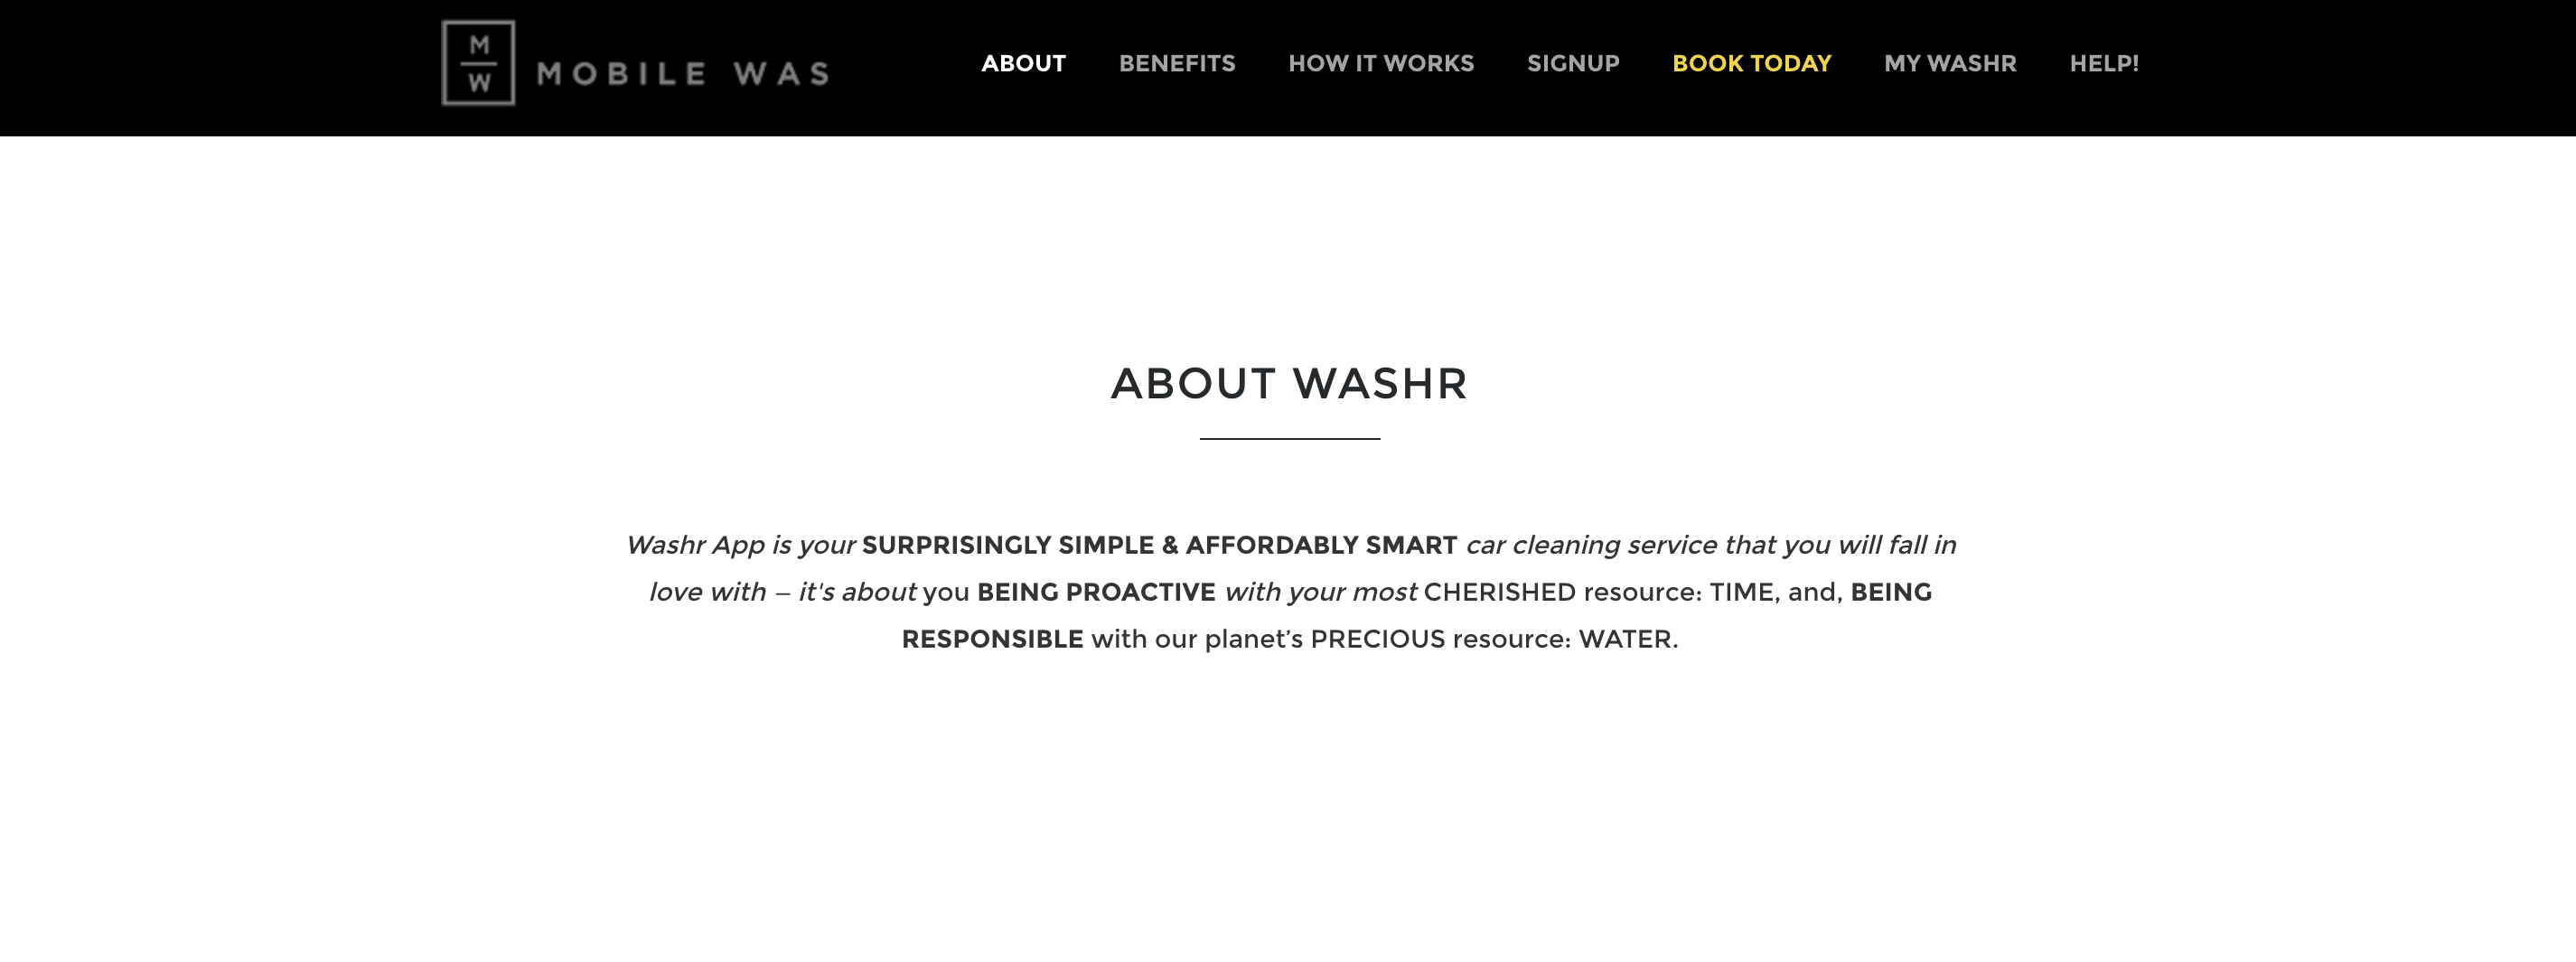 M
W
MOBILE WAS
ABOUT BENEFITS HOW IT WORKS SIGNUP BOOK TODAY MY WASHR HELP!
ABOUT WASHR
Washr App is your SURPRISINGLY SIMPLE & AFFORDABLY SMART car cleaning service that you will fall in
love with – it's about you BEING PROACTIVE with your most CHERISHED resource: TIME, and, BEING
RESPONSIBLE with our planet’s PRECIOUS resource: WATER.